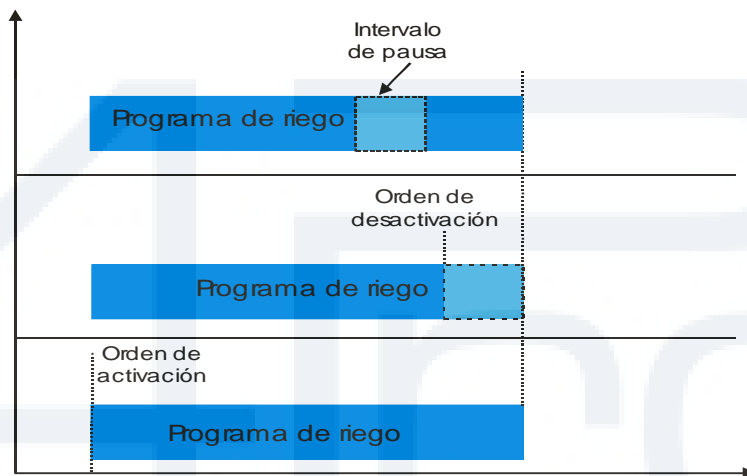 Intervalo
de pausa
Programa de riego
Orden de
desactivación
Programa de riego
Orden de
activación
Programa de riego